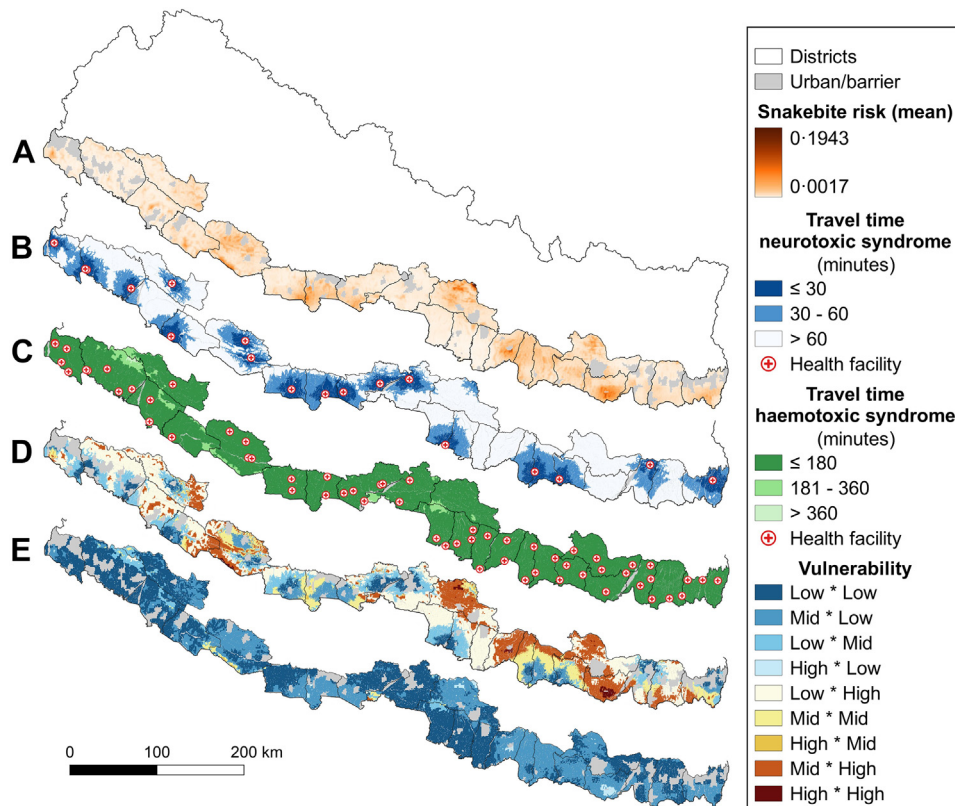 A
B
C
D
E
0
100
200 km
Districts
Urban/barrier
Snakebite risk (mean)
0·1943
0·0017
Travel time
neurotoxic syndrome
(minutes)
≤ 30
30 - 60
> 60
Health facility
Travel time
haemotoxic syndrome
(minutes)
≤ 180
181 - 360
> 360
Health facility
Vulnerability
Low * Low
Mid * Low
Low * Mid
High * Low
Low * High
Mid * Mid
High * Mid
Mid * High
High * High